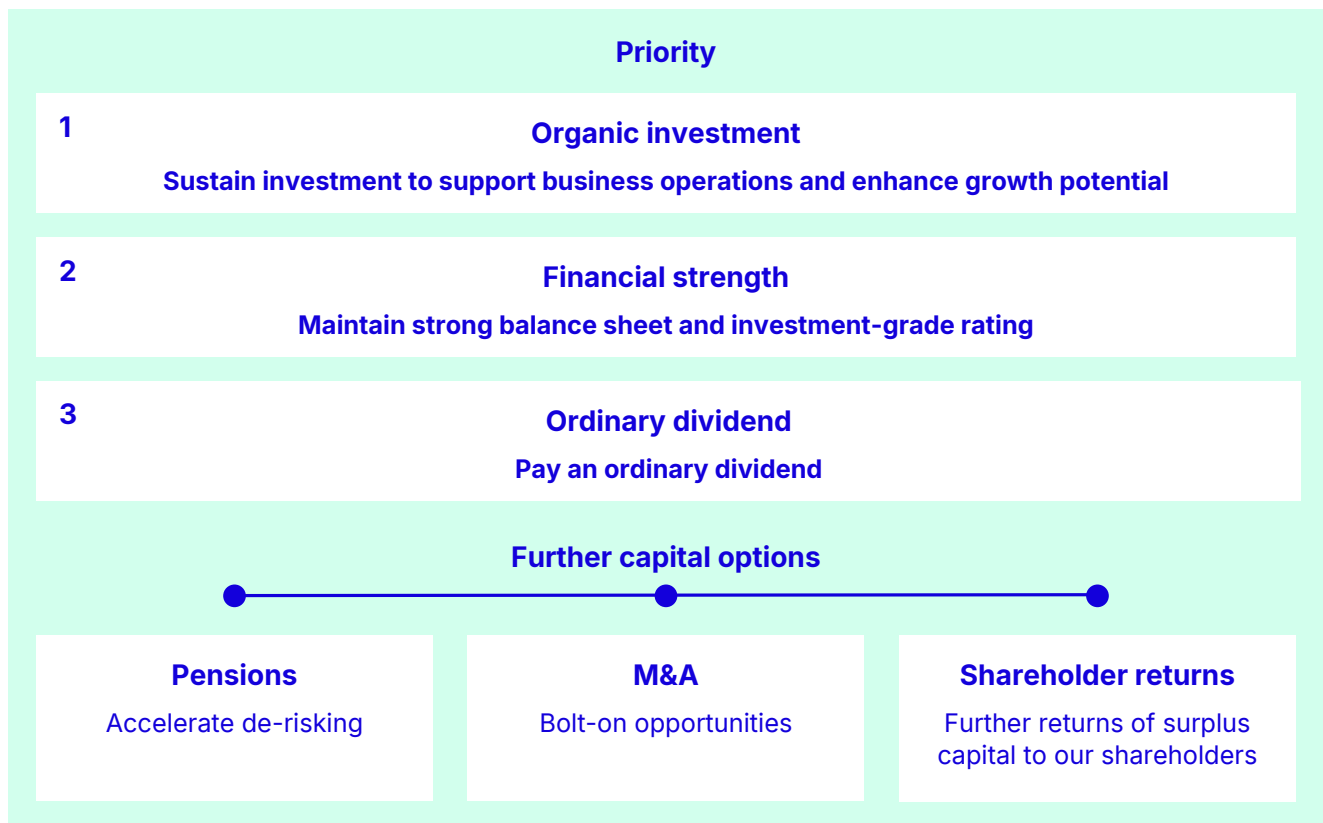 Priority
1
Organic investment
Sustain investment to support business operations and enhance growth potential
2
Financial strength
Maintain strong balance sheet and investment-grade rating
3
Ordinary dividend
Pay an ordinary dividend
Further capital options
Pensions
Accelerate de-risking
M&A
Bolt-on opportunities
Shareholder returns
Further returns of surplus
capital to our shareholders